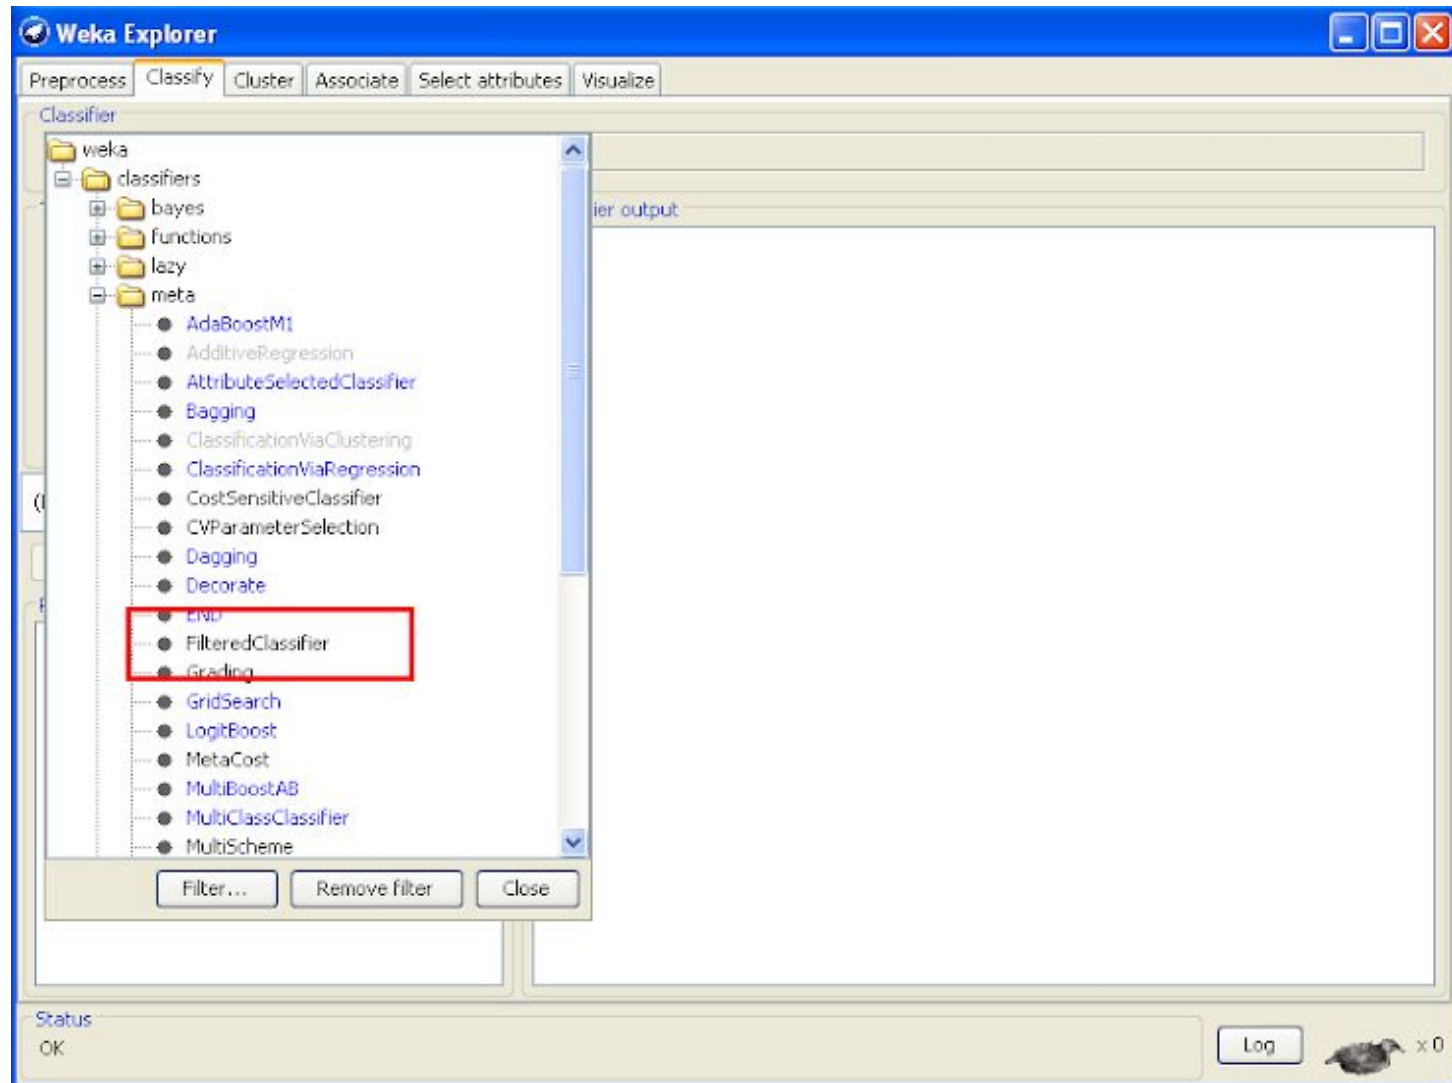 Weka Explorer
Preprocess Classify Cluster Associate Select attributes Visualize
Classifier
weka
classifiers
bayes
ier output
functions
lazy
meta
AdaBoostM1
AdditiveRegression
AttributeSelectedClassifier
Bagging
ClassificationViaClustering
ClassificationViaRegression
CostSensitiveClassifier
CVParameterSelection
Dagging
Decorate
END
FilteredClassifier
Grading
GridSearch
LogitBoost
MetaCost
MultiBoostAB
MultiClassClassifier
MultiScheme
Filter... Remove filter Close
Status
OK
Log x 0